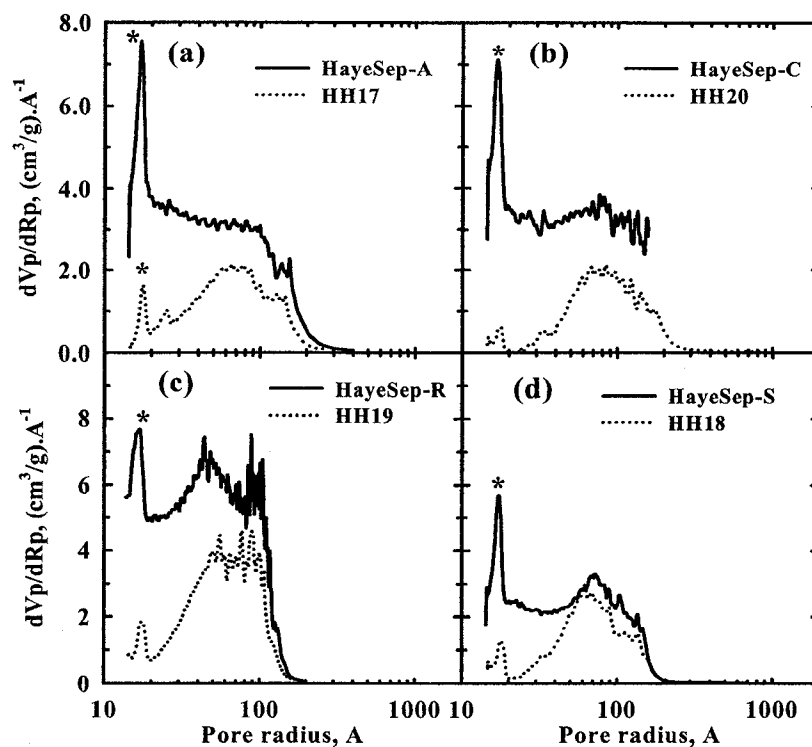 8.0
6.0
4.0
2.0
0.0
dVp/dRp, (cm³/g).A⁻¹
*
(a)
HayeSep-A
HH17
*
*
(b)
HayeSep-C
HH20
8
6
4
2
0
dVp/dRp, (cm³/g).A⁻¹
*
(c)
HayeSep-R
HH19
*
(d)
HayeSep-S
HH18
10
100
1000
10
100
1000
Pore radius, A
Pore radius, A